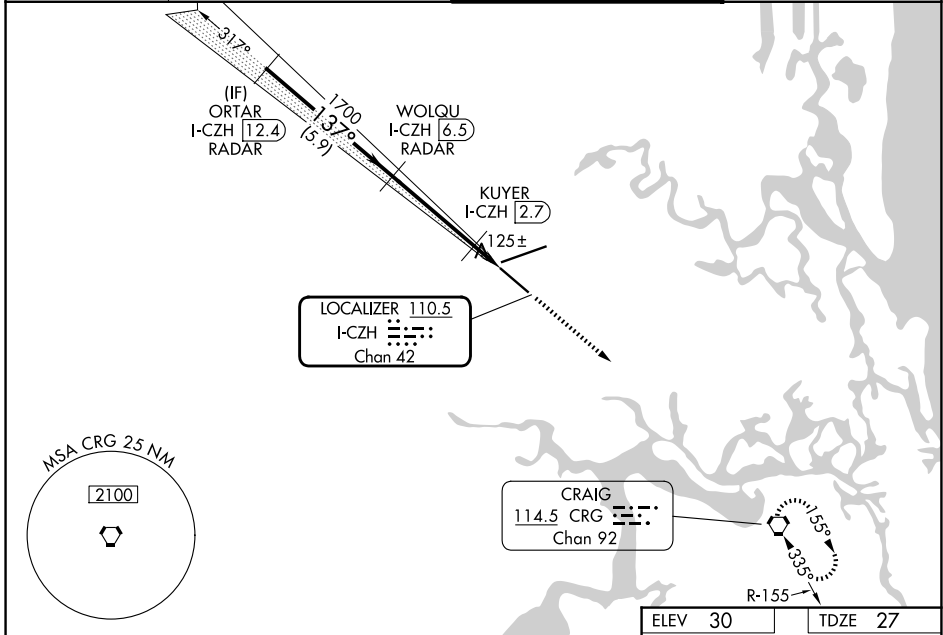 317°
(IF)
ORTAR
I-CZH 12.4
RADAR
1700
137°
(5.9)
WOLQU
I-CZH 6.5
RADAR
KUYER
I-CZH 2.7
125±
LOCALIZER 110.5
I-CZH
Chan 42
MSA CRG 25 NM
2100
CRAIG
114.5 CRG
Chan 92
155°
335°
R-155
ELEV 30
TDZE 27